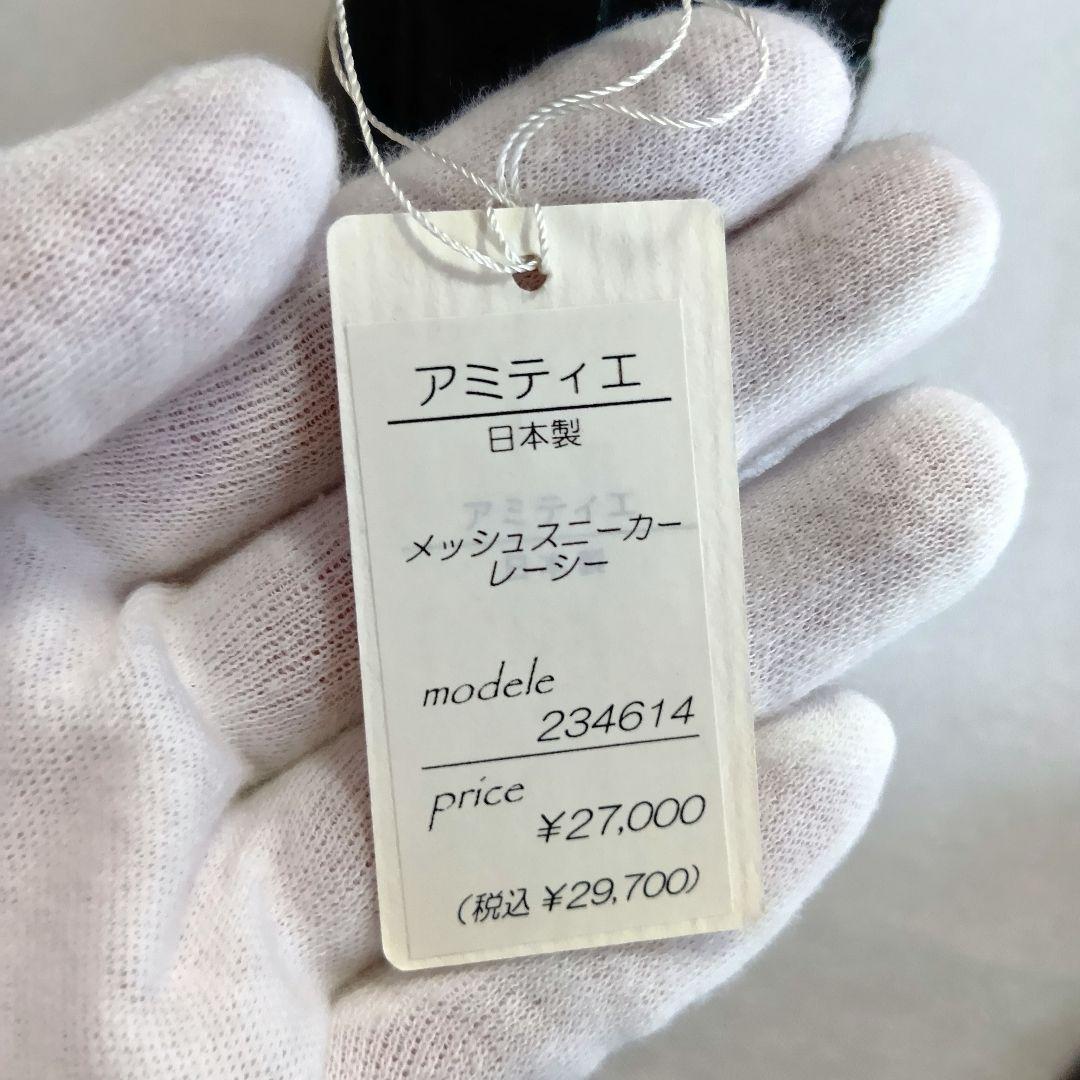 アミティエ
日本製
アミティエ
メッシュスニーカー
レーシー
modele
234614
price
¥27,000
(税込 ¥29,700)